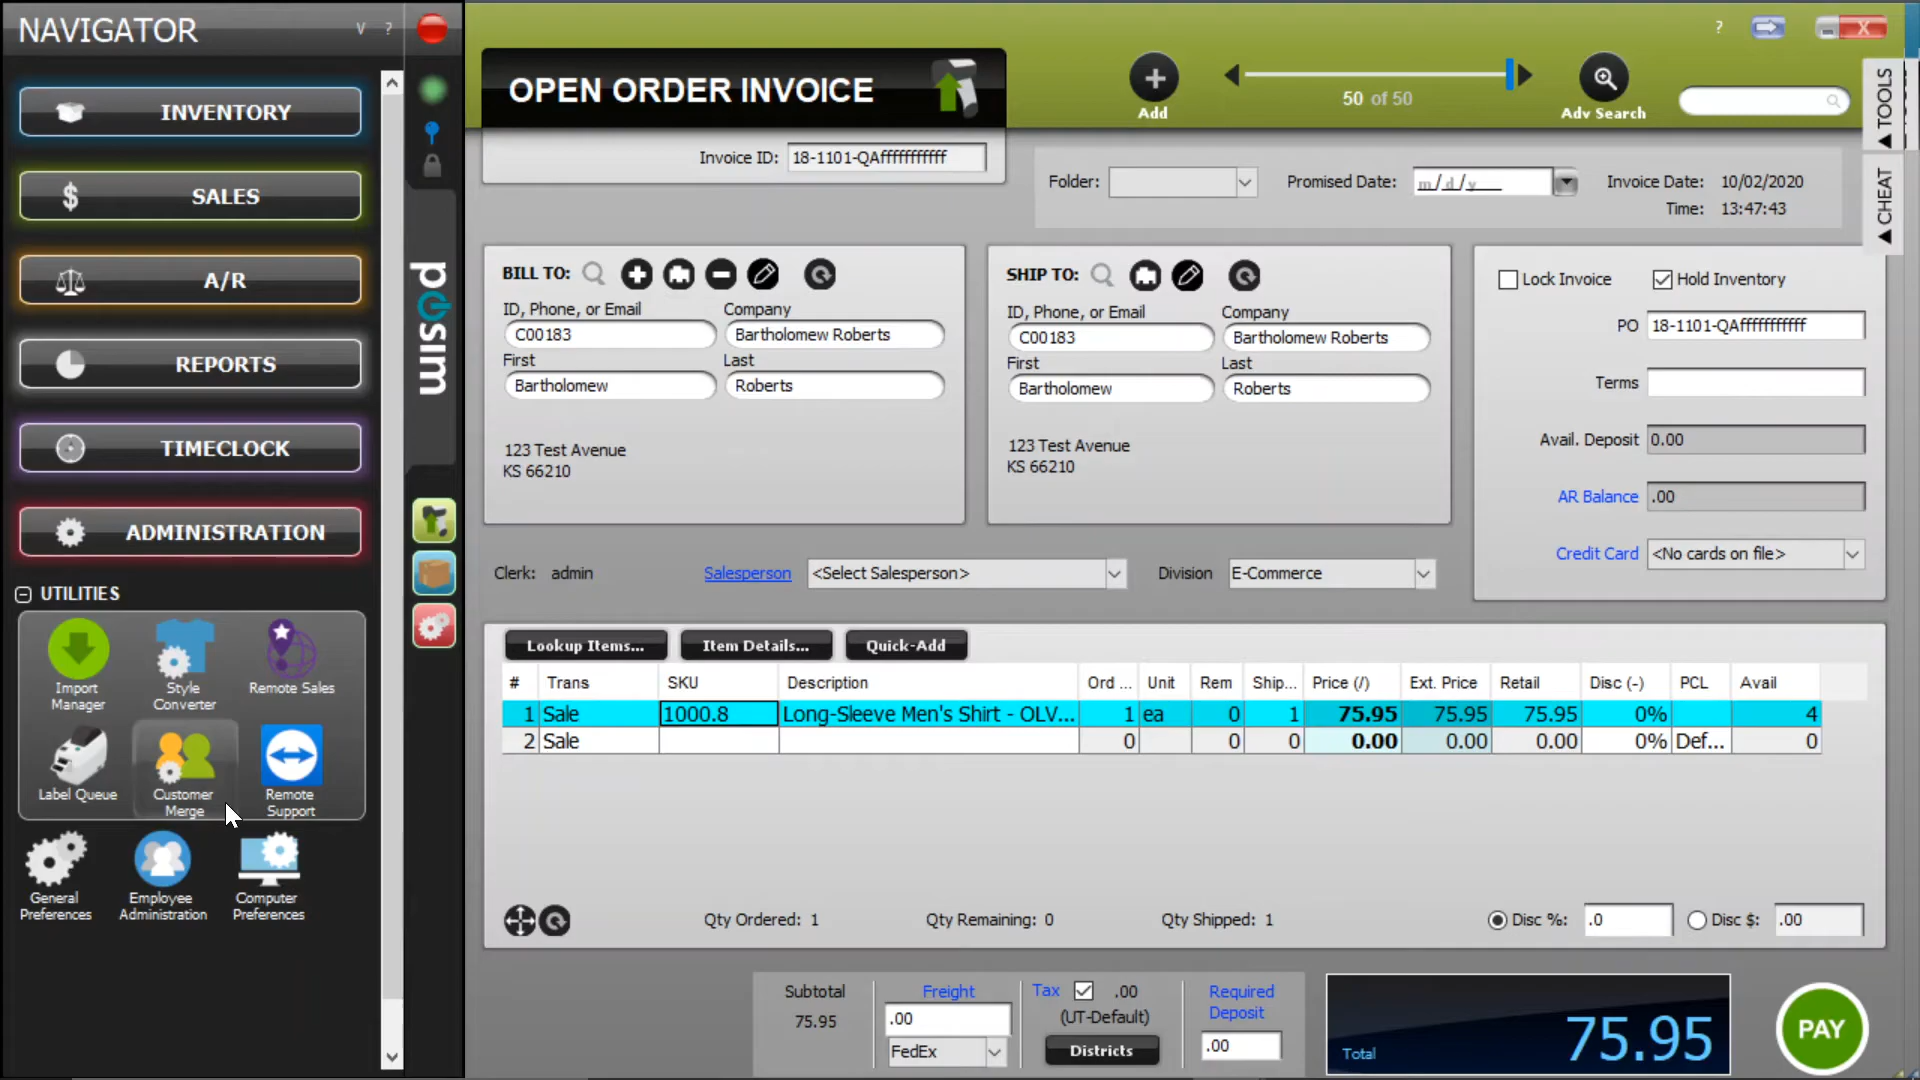 NAVIGATOR
V ?
INVENTORY
SALES
A/R
REPORTS
TIMECLOCK
ADMINISTRATION
UTILITIES
Import Manager
Style Converter
Remote Sales
Label Queue
Customer Merge
Remote Support
General Preferences
Employee Administration
Computer Preferences
posim
OPEN ORDER INVOICE
Add
50 of 50
Adv Search
?
X
TOOLS
CHEAT
Invoice ID: 18-1101-QAfffffffffff
Folder:
Promised Date: m/d/y
Invoice Date: 10/02/2020
Time: 13:47:43
BILL TO:
ID, Phone, or Email Company
C00183 Bartholomew Roberts
First Last
Bartholomew Roberts
123 Test Avenue
KS 66210
SHIP TO:
ID, Phone, or Email Company
C00183 Bartholomew Roberts
First Last
Bartholomew Roberts
123 Test Avenue
KS 66210
Lock Invoice Hold Inventory
PO 18-1101-QAfffffffffff
Terms
Avail. Deposit 0.00
AR Balance .00
Credit Card <No cards on file>
Clerk: admin Salesperson <Select Salesperson> Division E-Commerce
Lookup Items... Item Details... Quick-Add
# Trans SKU Description Ord ... Unit Rem Ship... Price (/) Ext. Price Retail Disc (-) PCL Avail
1 Sale 1000.8 Long-Sleeve Men's Shirt - OLV... 1 ea 0 1 75.95 75.95 75.95 0% 4
2 Sale 0 0 0 0.00 0.00 0.00 0% Def... 0
Qty Ordered: 1 Qty Remaining: 0 Qty Shipped: 1 Disc %: .0 Disc $: .00
Subtotal
75.95
Freight
.00
FedEx
Tax .00
(UT-Default)
Districts
Required
Deposit
.00
Total 75.95
PAY